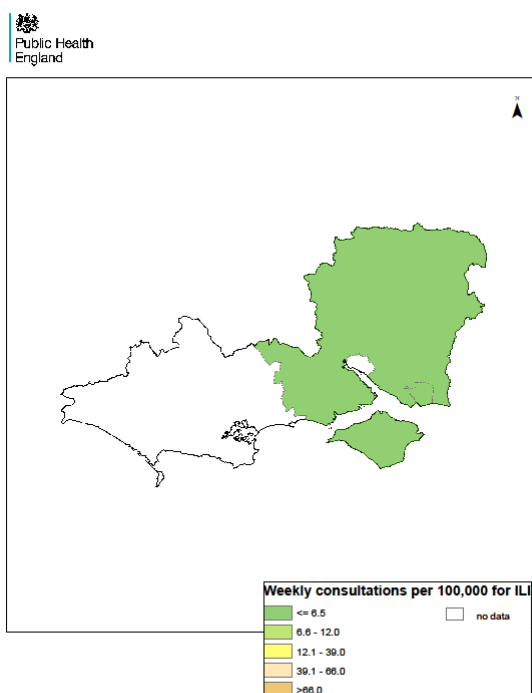 Public Health
England
N
Weekly consultations per 100,000 for ILI
<= 6.5
no data
6.6 - 12.0
12.1 - 39.0
39.1 - 66.0
>66.0